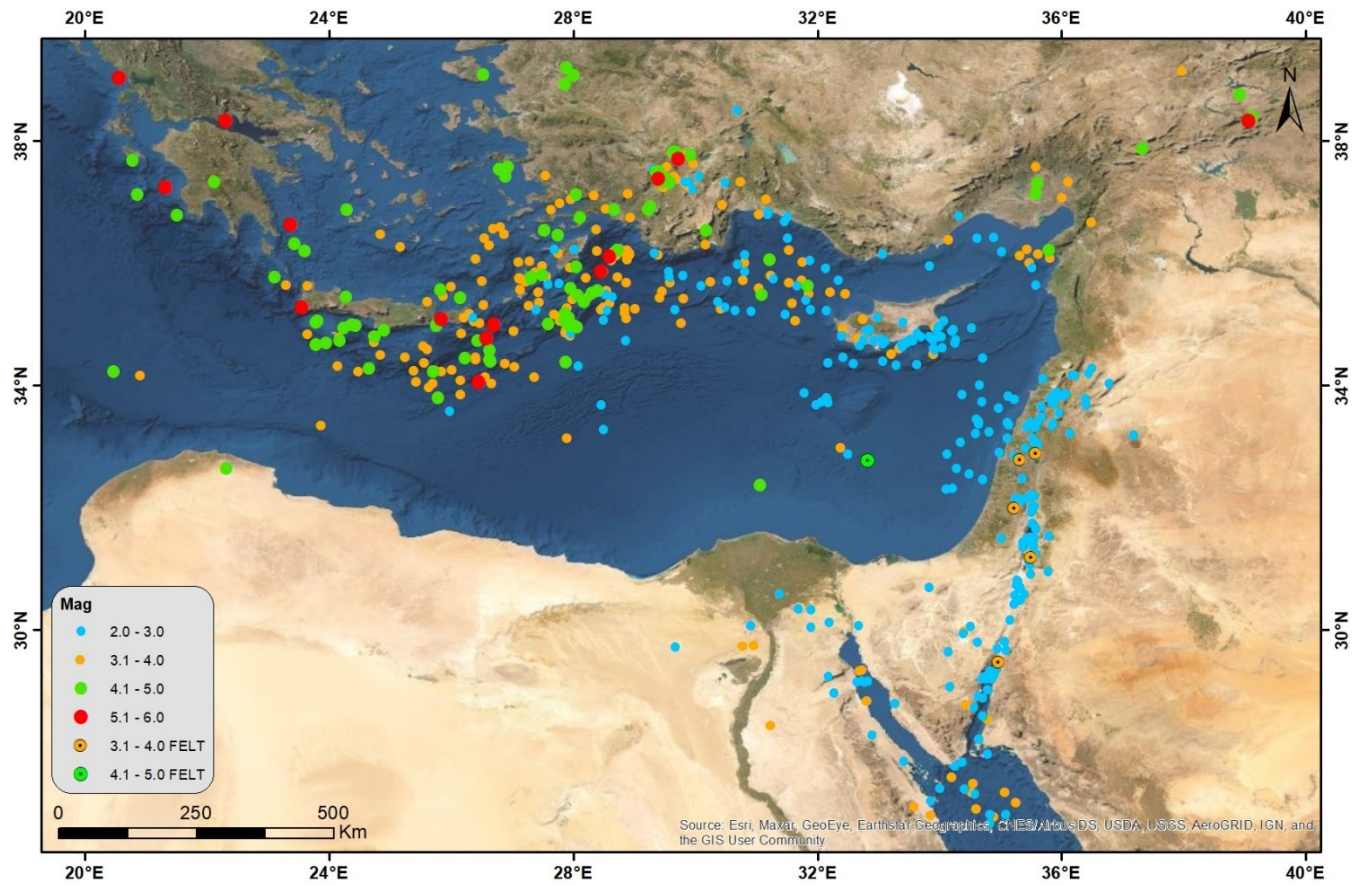 20°E 24°E 28°E 32°E 36°E 40°E
N
38°N 38°N
34°N 34°N
30°N 30°N
Mag
2.0 - 3.0
3.1 - 4.0
4.1 - 5.0
5.1 - 6.0
3.1 - 4.0 FELT
4.1 - 5.0 FELT
0 250 500
Km
Source: Esri, Maxar, GeoEye, Earthstar Geographics, CNES/Airbus DS, USDA, USGS, AeroGRID, IGN, and
the GIS User Community
20°E 24°E 28°E 32°E 36°E 40°E